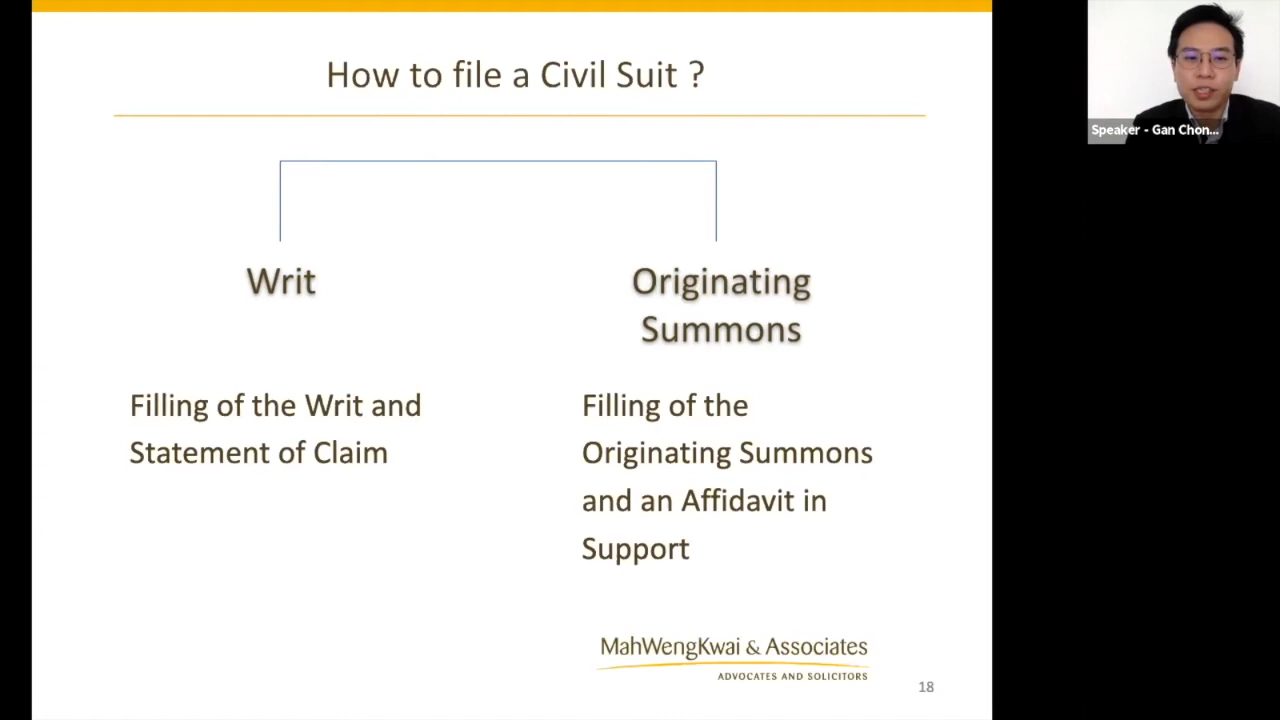 How to file a Civil Suit ?
Speaker - Gan Chon...
Writ
Originating
Summons
Filling of the Writ and
Statement of Claim
Filling of the
Originating Summons
and an Affidavit in
Support
MahWengKwai & Associates
ADVOCATES AND SOLICITORS
18